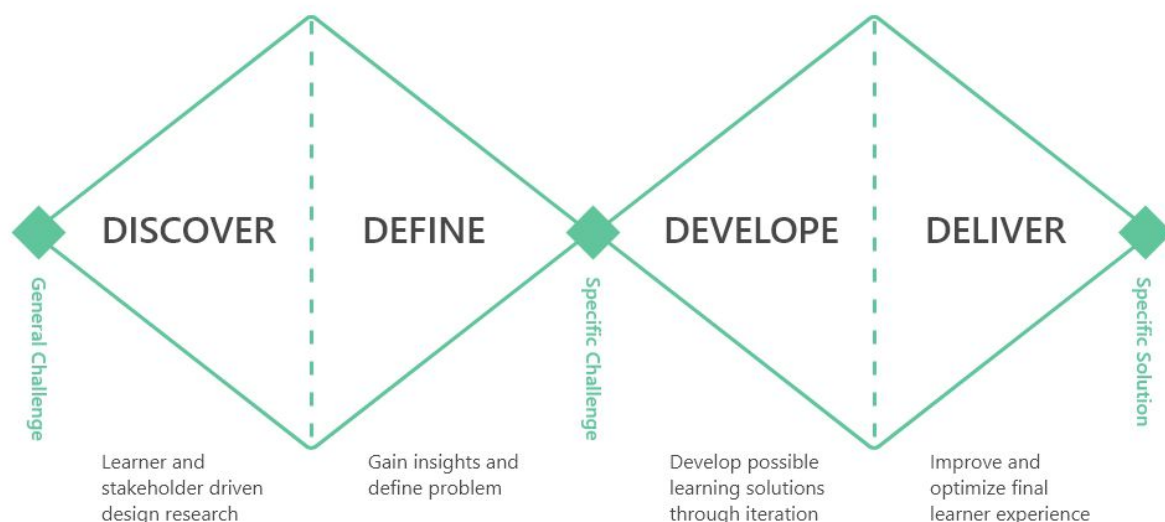 DISCOVER
DEFINE
DEVELOPE
DELIVER
General Challenge
Specific Challenge
Specific Solution
Learner and
stakeholder driven
design research
Gain insights and
define problem
Develop possible
learning solutions
through iteration
Improve and
optimize final
learner experience